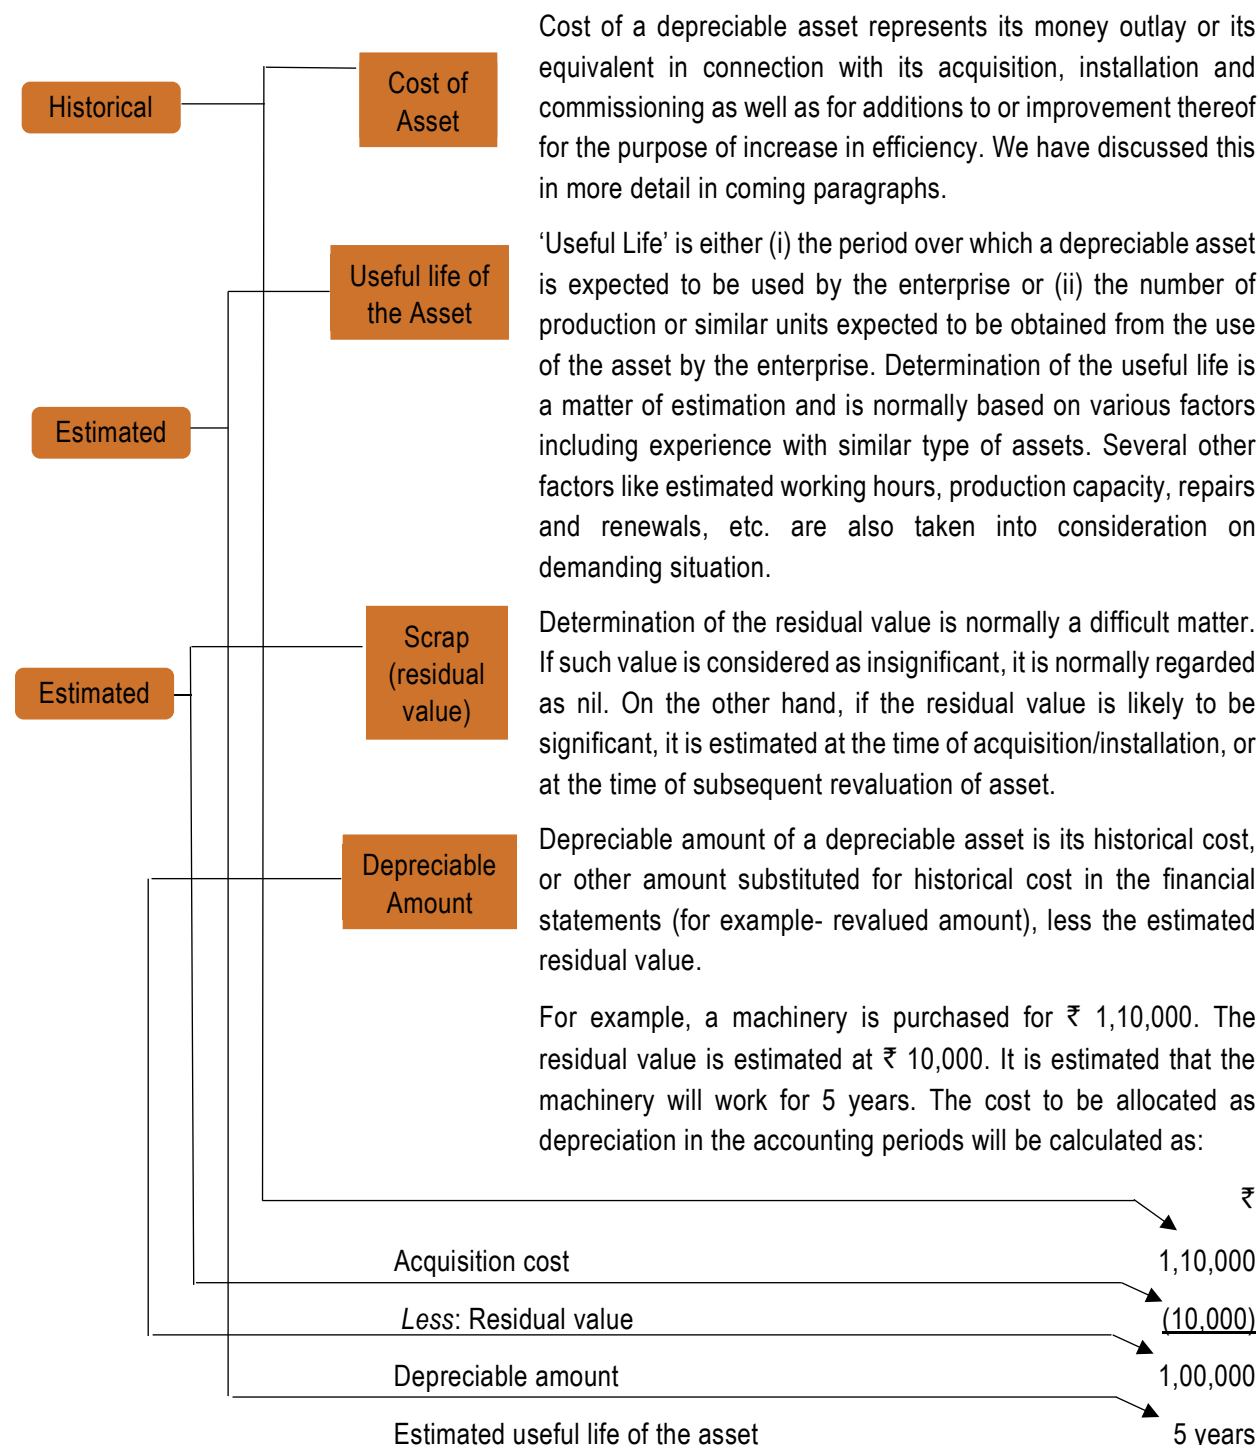 Historical
Cost of
Asset
Cost of a depreciable asset represents its money outlay or its
equivalent in connection with its acquisition, installation and
commissioning as well as for additions to or improvement thereof
for the purpose of increase in efficiency. We have discussed this
in more detail in coming paragraphs.
Estimated
Useful life of
the Asset
‘Useful Life’ is either (i) the period over which a depreciable asset
is expected to be used by the enterprise or (ii) the number of
production or similar units expected to be obtained from the use
of the asset by the enterprise. Determination of the useful life is
a matter of estimation and is normally based on various factors
including experience with similar type of assets. Several other
factors like estimated working hours, production capacity, repairs
and renewals, etc. are also taken into consideration on
demanding situation.
Estimated
Scrap
(residual
value)
Determination of the residual value is normally a difficult matter.
If such value is considered as insignificant, it is normally regarded
as nil. On the other hand, if the residual value is likely to be
significant, it is estimated at the time of acquisition/installation, or
at the time of subsequent revaluation of asset.
Depreciable
Amount
Depreciable amount of a depreciable asset is its historical cost,
or other amount substituted for historical cost in the financial
statements (for example- revalued amount), less the estimated
residual value.
For example, a machinery is purchased for ₹ 1,10,000. The
residual value is estimated at ₹ 10,000. It is estimated that the
machinery will work for 5 years. The cost to be allocated as
depreciation in the accounting periods will be calculated as:
₹
Acquisition cost 1,10,000
Less: Residual value (10,000)
Depreciable amount 1,00,000
Estimated useful life of the asset 5 years